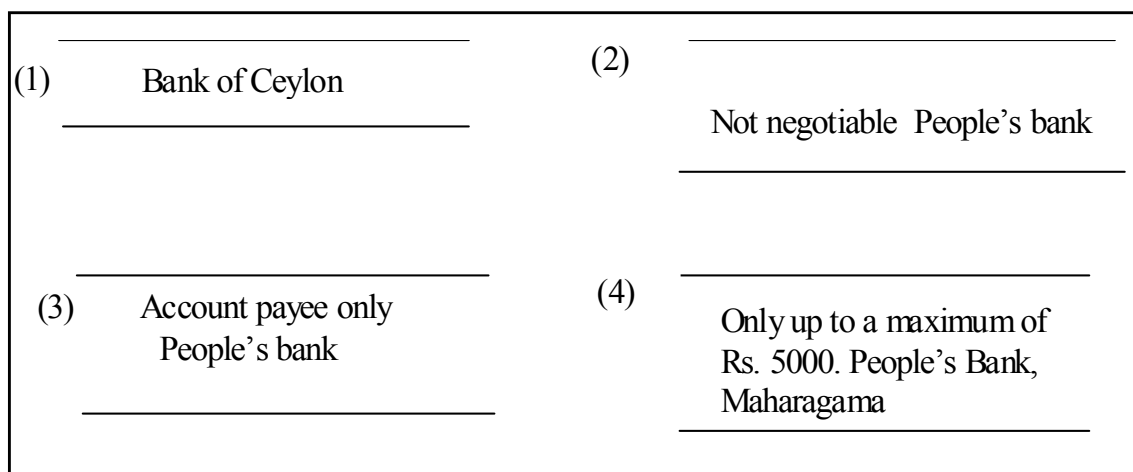 (1) Bank of Ceylon
(2) Not negotiable People's bank
(3) Account payee only
People's bank
(4) Only up to a maximum of
Rs. 5000. People's Bank,
Maharagama